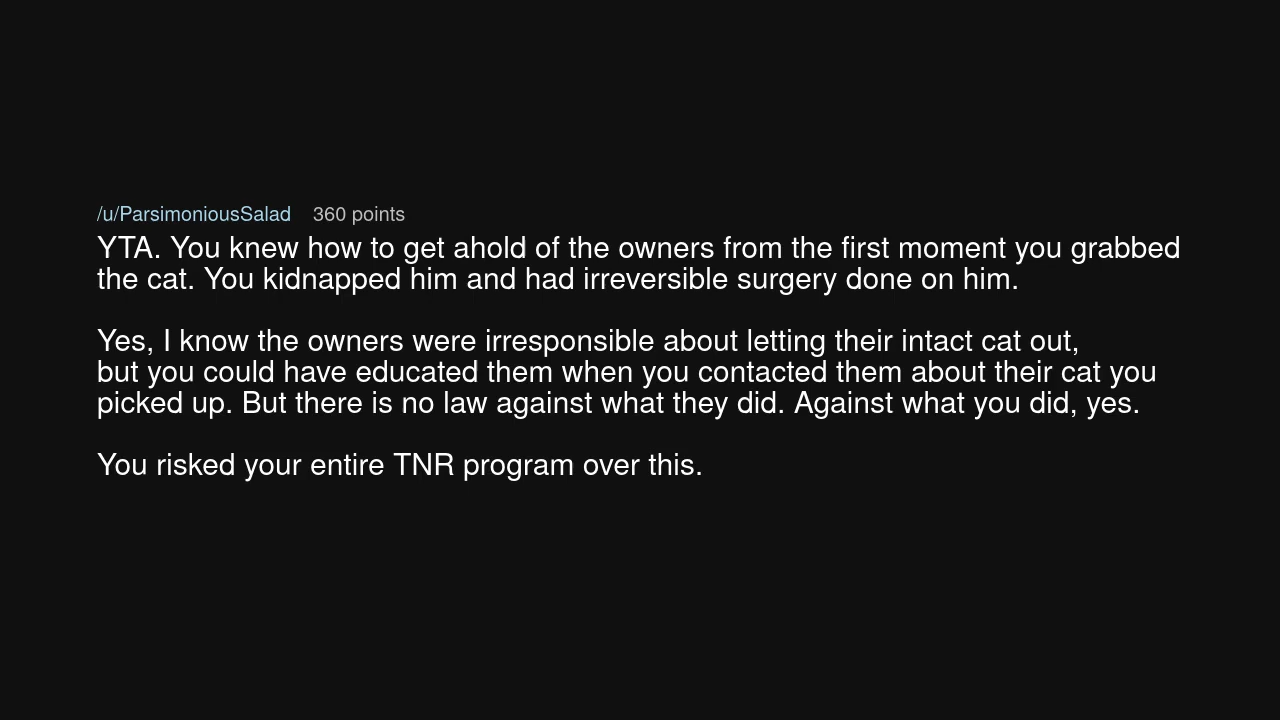 /u/ParsimoniousSalad 360 points
YTA. You knew how to get ahold of the owners from the first moment you grabbed
the cat. You kidnapped him and had irreversible surgery done on him.
Yes, I know the owners were irresponsible about letting their intact cat out,
but you could have educated them when you contacted them about their cat you
picked up. But there is no law against what they did. Against what you did, yes.
You risked your entire TNR program over this.